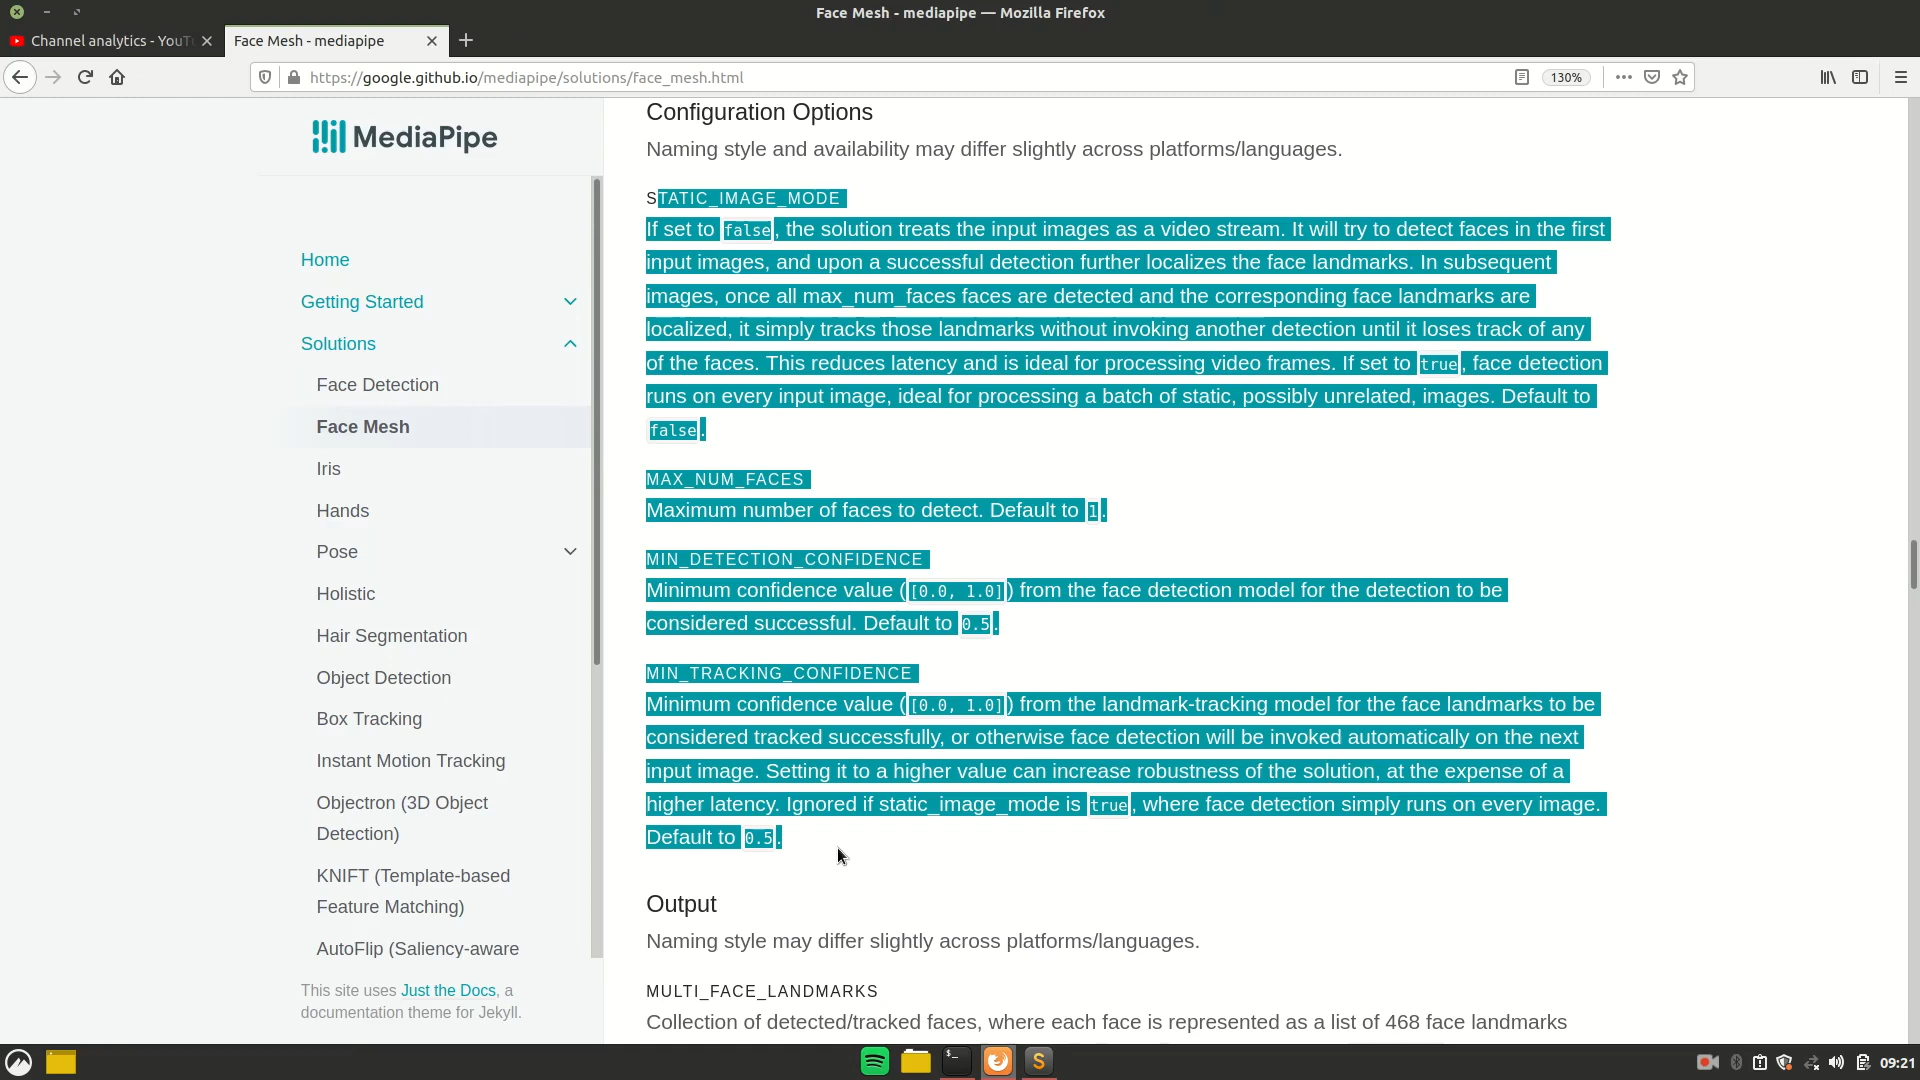 Face Mesh - mediapipe — Mozilla Firefox
Channel analytics - YouT
Face Mesh - mediapipe
https://google.github.io/mediapipe/solutions/face_mesh.html
130%
MediaPipe
Home
Getting Started
Solutions
Face Detection
Face Mesh
Iris
Hands
Pose
Holistic
Hair Segmentation
Object Detection
Box Tracking
Instant Motion Tracking
Objectron (3D Object
Detection)
KNIFT (Template-based
Feature Matching)
AutoFlip (Saliency-aware
This site uses Just the Docs, a
documentation theme for Jekyll.
Configuration Options
Naming style and availability may differ slightly across platforms/languages.
STATIC_IMAGE_MODE
If set to false, the solution treats the input images as a video stream. It will try to detect faces in the first
input images, and upon a successful detection further localizes the face landmarks. In subsequent
images, once all max_num_faces faces are detected and the corresponding face landmarks are
localized, it simply tracks those landmarks without invoking another detection until it loses track of any
of the faces. This reduces latency and is ideal for processing video frames. If set to true, face detection
runs on every input image, ideal for processing a batch of static, possibly unrelated, images. Default to
false.
MAX_NUM_FACES
Maximum number of faces to detect. Default to 1.
MIN_DETECTION_CONFIDENCE
Minimum confidence value ([0.0, 1.0]) from the face detection model for the detection to be
considered successful. Default to 0.5.
MIN_TRACKING_CONFIDENCE
Minimum confidence value ([0.0, 1.0]) from the landmark-tracking model for the face landmarks to be
considered tracked successfully, or otherwise face detection will be invoked automatically on the next
input image. Setting it to a higher value can increase robustness of the solution, at the expense of a
higher latency. Ignored if static_image_mode is true, where face detection simply runs on every image.
Default to 0.5.
Output
Naming style may differ slightly across platforms/languages.
MULTI_FACE_LANDMARKS
Collection of detected/tracked faces, where each face is represented as a list of 468 face landmarks
09:21